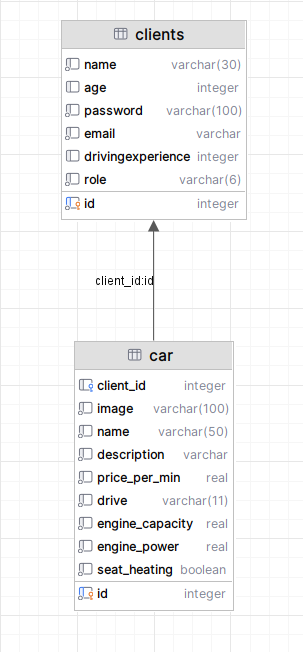 clients
name varchar(30)
age integer
password varchar(100)
email varchar
drivingexperience integer
role varchar(6)
id integer
client_id:id
car
client_id integer
image varchar(100)
name varchar(50)
description varchar
price_per_min real
drive varchar(11)
engine_capacity real
engine_power real
seat_heating boolean
id integer